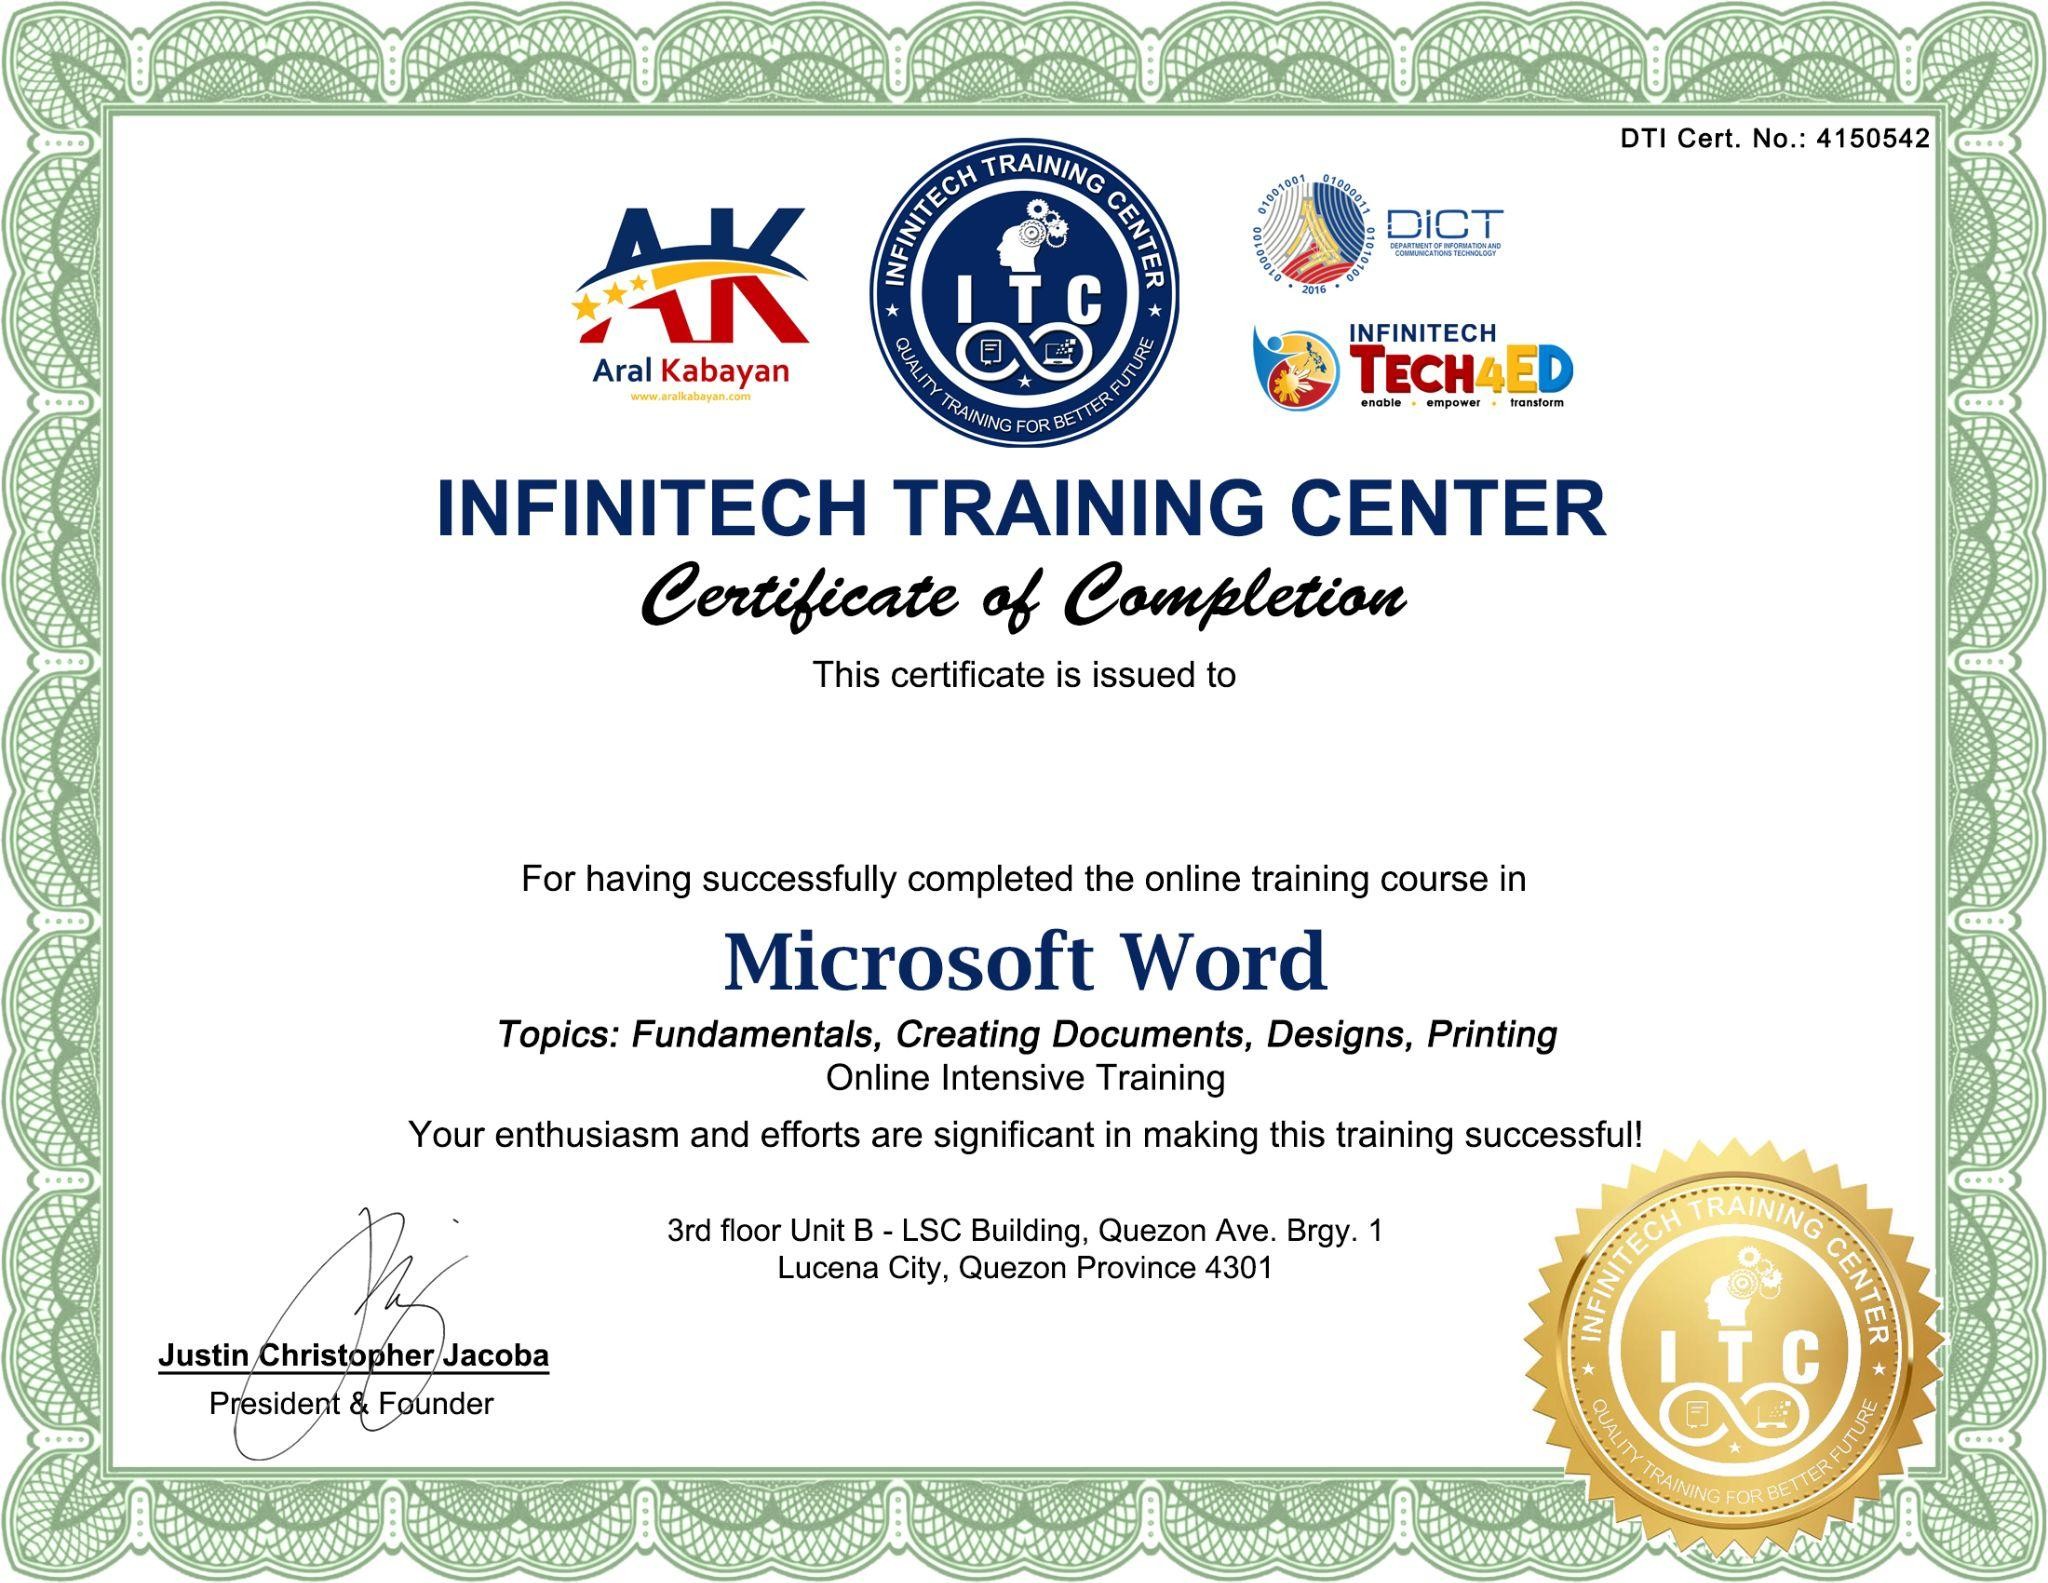 DTI Cert. No.: 4150542
AK
Aral Kabayan
www.aralkabayan.com
INFINITECH TRAINING CENTER
ITC
QUALITY TRAINING FOR BETTER FUTURE
01000100 01001001 01000011 01010100
2016
DICT
DEPARTMENT OF INFORMATION AND
COMMUNICATIONS TECHNOLOGY
INFINITECH
TECH4ED
enable • empower • transform
INFINITECH TRAINING CENTER
Certificate of Completion
This certificate is issued to
For having successfully completed the online training course in
Microsoft Word
Topics: Fundamentals, Creating Documents, Designs, Printing
Online Intensive Training
Your enthusiasm and efforts are significant in making this training successful!
3rd floor Unit B - LSC Building, Quezon Ave. Brgy. 1
Lucena City, Quezon Province 4301
Justin Christopher Jacoba
President & Founder
INFINITECH TRAINING CENTER
ITC
QUALITY TRAINING FOR BETTER FUTURE